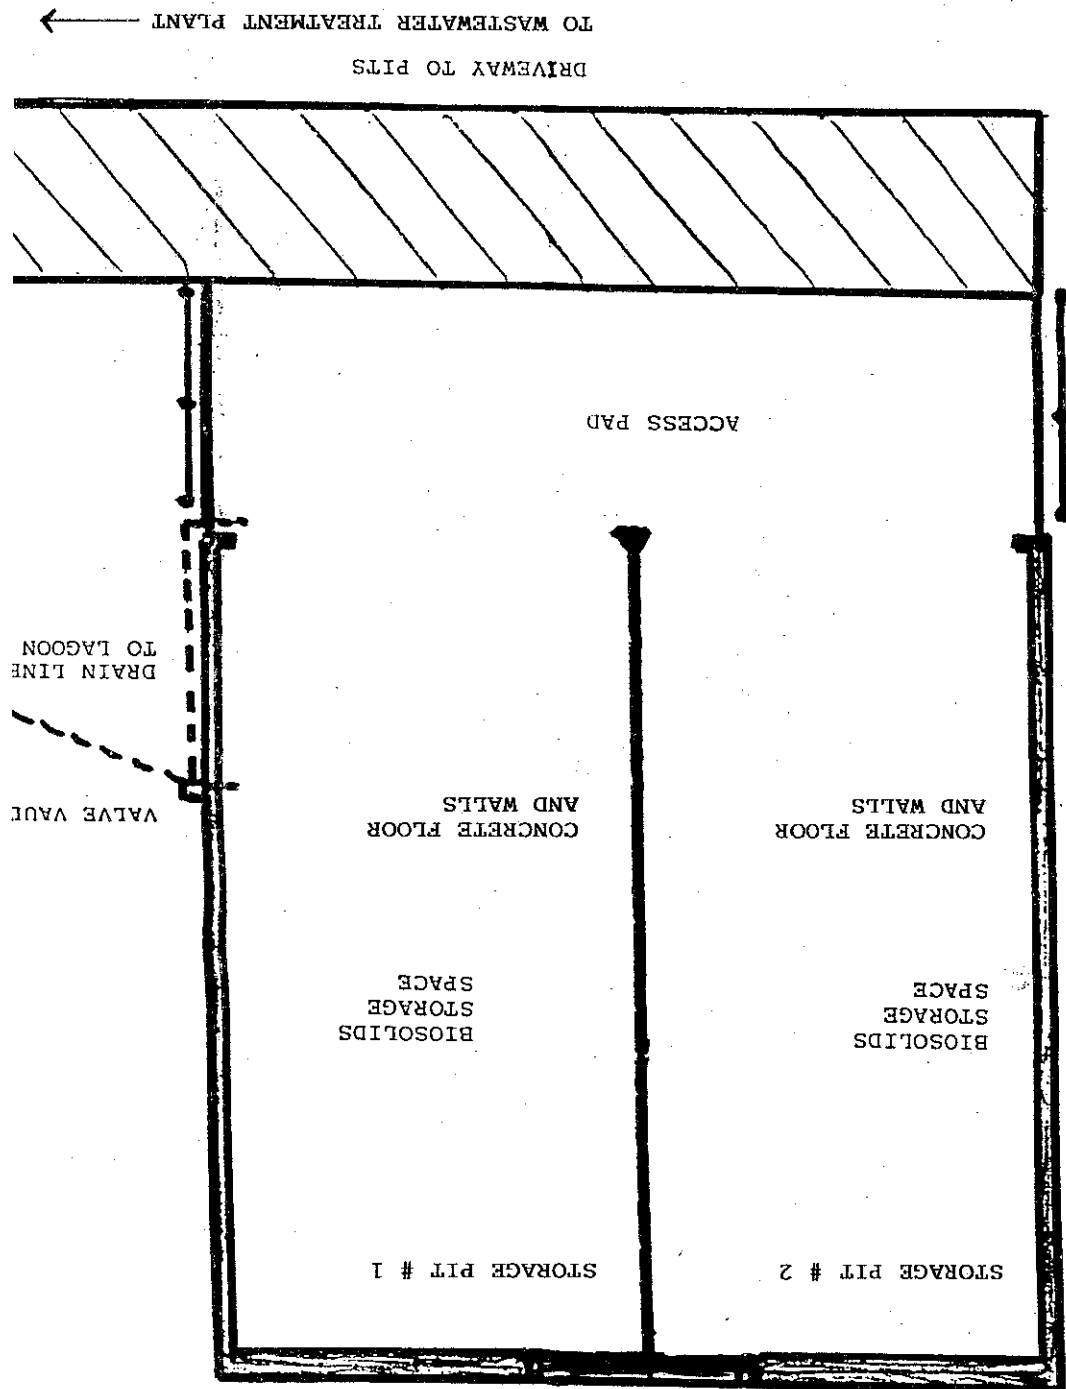 STORAGE PIT # 2
STORAGE PIT # 1
BIOSOLIDS
STORAGE
SPACE
BIOSOLIDS
STORAGE
SPACE
CONCRETE FLOOR
AND WALLS
CONCRETE FLOOR
AND WALLS
VALVE VAUL
DRAIN LINE
TO LAGOON
ACCESS PAD
DRIVEWAY TO PITS
TO WASTEWATER TREATMENT PLANT